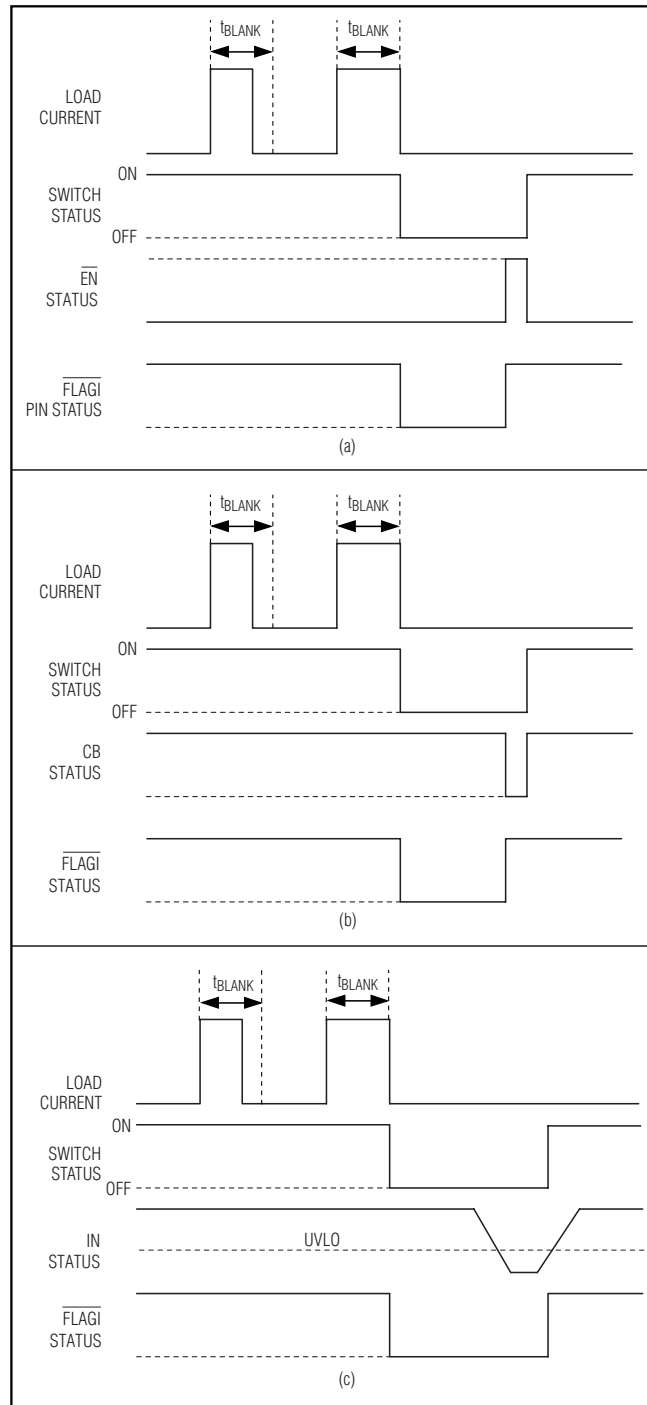 tBLANK tBLANK
LOAD
CURRENT
ON
SWITCH
STATUS
OFF
EN
STATUS
FLAGI
PIN STATUS
(a)
tBLANK tBLANK
LOAD
CURRENT
ON
SWITCH
STATUS
OFF
CB
STATUS
FLAGI
STATUS
(b)
tBLANK tBLANK
LOAD
CURRENT
ON
SWITCH
STATUS
OFF
IN
STATUS
UVLO
FLAGI
STATUS
(c)